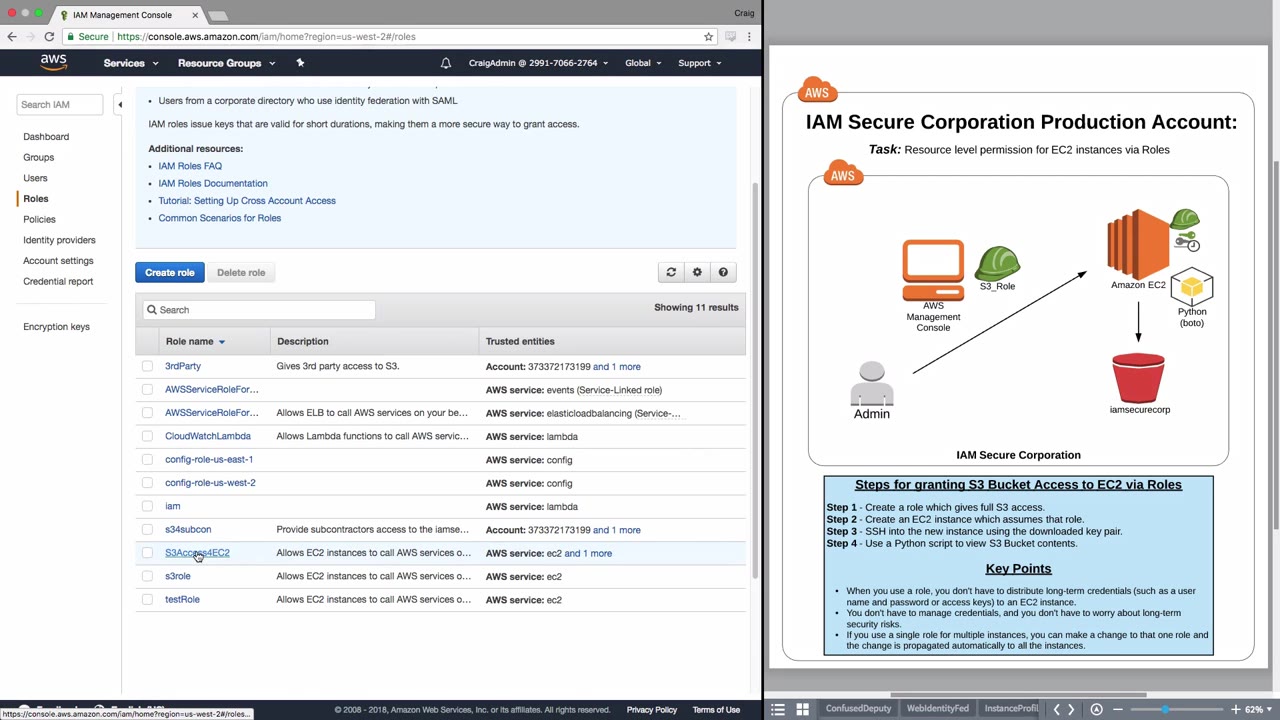 IAM Management Console
Craig
Secure | https://console.aws.amazon.com/iam/home?region=us-west-2#/roles
aws
Services
Resource Groups
CraigAdmin @ 2991-7066-2764
Global
Support
Search IAM
Dashboard
Groups
Users
Roles
Policies
Identity providers
Account settings
Credential report
Encryption keys
• Users from a corporate directory who use identity federation with SAML
IAM roles issue keys that are valid for short durations, making them a more secure way to grant access.
Additional resources:
• IAM Roles FAQ
• IAM Roles Documentation
• Tutorial: Setting Up Cross Account Access
• Common Scenarios for Roles
Create role
Delete role
Search
Showing 11 results
Role name
Description
Trusted entities
3rdParty
Gives 3rd party access to S3.
Account: 373372173199 and 1 more
AWSServiceRoleFor...
AWS service: events (Service-Linked role)
AWSServiceRoleFor...
Allows ELB to call AWS services on your be...
AWS service: elasticloadbalancing (Service-...
CloudWatchLambda
Allows Lambda functions to call AWS servic...
AWS service: lambda
config-role-us-east-1
AWS service: config
config-role-us-west-2
AWS service: config
iam
AWS service: lambda
s34subcon
Provide subcontractors access to the iamse...
Account: 373372173199 and 1 more
S3Access4EC2
Allows EC2 instances to call AWS services o...
AWS service: ec2 and 1 more
s3role
Allows EC2 instances to call AWS services o...
AWS service: ec2
testRole
Allows EC2 instances to call AWS services o...
AWS service: ec2
https://console.aws.amazon.com/iam/home?region=us-west-2#/roles...
© 2008 - 2018, Amazon Web Services, Inc. or its affiliates. All rights reserved.
Privacy Policy
Terms of Use
AWS
IAM Secure Corporation Production Account:
Task: Resource level permission for EC2 instances via Roles
AWS
S3_Role
AWS
Management
Console
Admin
Amazon EC2
Python
(boto)
iamsecurecorp
IAM Secure Corporation
Steps for granting S3 Bucket Access to EC2 via Roles
Step 1 - Create a role which gives full S3 access.
Step 2 - Create an EC2 instance which assumes that role.
Step 3 - SSH into the new instance using the downloaded key pair.
Step 4 - Use a Python script to view S3 Bucket contents.
Key Points
• When you use a role, you don't have to distribute long-term credentials (such as a user
name and password or access keys) to an EC2 instance.
• You don't have to manage credentials, and you don't have to worry about long-term
security risks.
• If you use a single role for multiple instances, you can make a change to that one role and
the change is propagated automatically to all the instances.
ConfusedDeputy
WebIdentityFed
InstanceProfil
62%